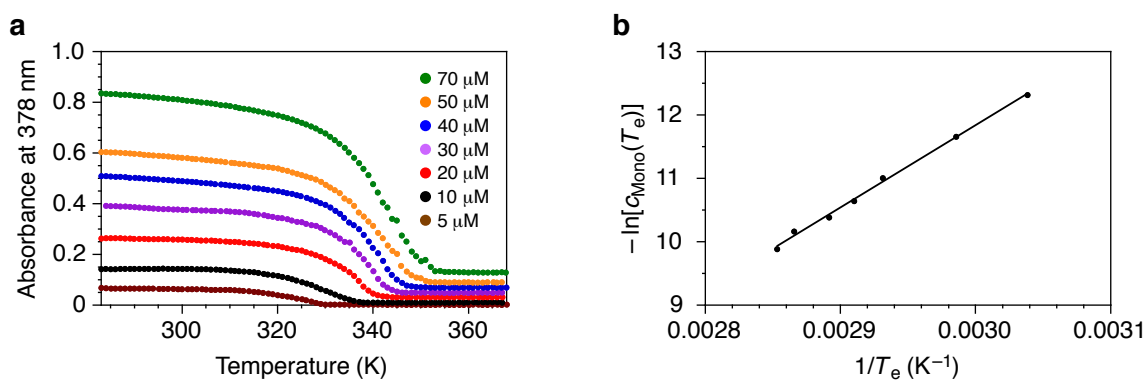 a
Absorbance at 378 nm
1.0
0.8
0.6
0.4
0.2
0
70 μM
50 μM
40 μM
30 μM
20 μM
10 μM
5 μM
300
320
340
360
Temperature (K)
b
−ln[cMono(Te)]
13
12
11
10
9
0.0028
0.0029
0.0030
0.0031
1/Te (K−1)